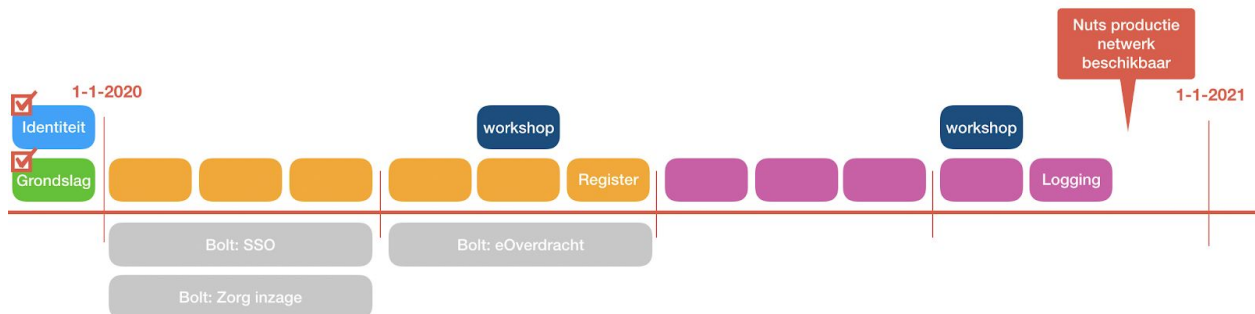 Nuts productie
netwerk
beschikbaar
1-1-2020
1-1-2021
Identiteit
workshop
workshop
Grondslag
Register
Logging
Bolt: SSO
Bolt: eOverdracht
Bolt: Zorg inzage